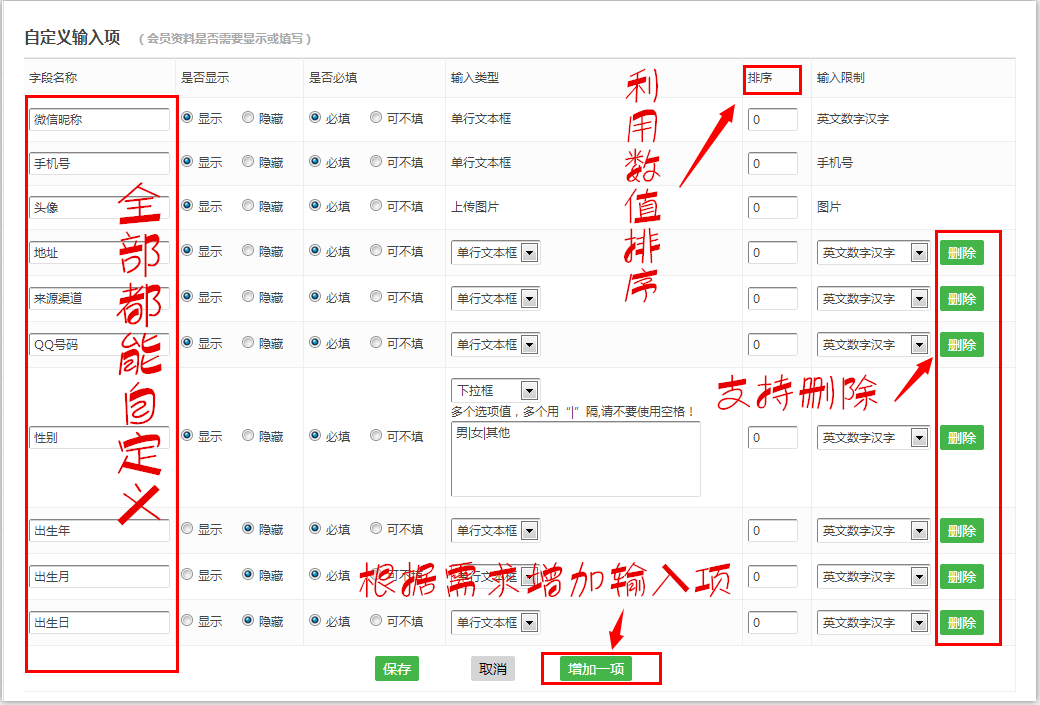 自定义输入项 （会员资料是否需要显示或填写）
字段名称 是否显示 是否必填 输入类型 排序 输入限制
微信昵称 显示 隐藏 必填 可不填 单行文本框 0 英文数字汉字
手机号 显示 隐藏 必填 可不填 单行文本框 0 手机号
头像 显示 隐藏 必填 可不填 上传图片 0 图片
地址 显示 隐藏 必填 可不填 单行文本框 0 英文数字汉字 删除
来源渠道 显示 隐藏 必填 可不填 单行文本框 0 英文数字汉字 删除
QQ号码 显示 隐藏 必填 可不填 单行文本框 0 英文数字汉字 删除
下拉框
多个选项值，多个用“|”隔,请不要使用空格！
性别 显示 隐藏 必填 可不填 男|女|其他 0 英文数字汉字 删除
出生年 显示 隐藏 必填 可不填 单行文本框 0 英文数字汉字 删除
出生月 显示 隐藏 必填 可不填 单行文本框 0 英文数字汉字 删除
出生日 显示 隐藏 必填 可不填 单行文本框 0 英文数字汉字 删除
保存 取消 增加一项
全部都能自定义
利用数值排序
支持删除
根据需求增加输入项